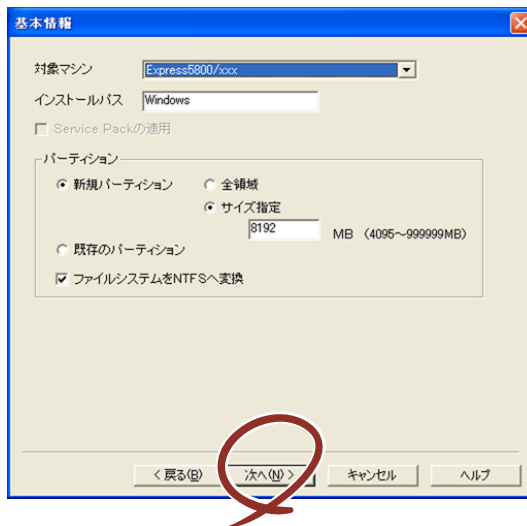 基本情報
対象マシン Express5800/xxx
インストールパス Windows
Service Packの適用
パーティション
新規パーティション 全領域
サイズ指定
8192 MB (4095～999999MB)
既存のパーティション
ファイルシステムをNTFSへ変換
< 戻る(B) 次へ(N) > キャンセル ヘルプ